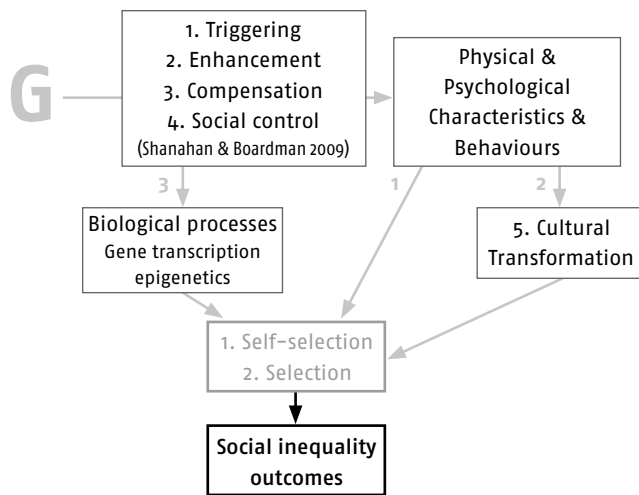 G
1. Triggering
2. Enhancement
3. Compensation
4. Social control
(Shanahan & Boardman 2009)
Physical &
Psychological
Characteristics &
Behaviours
3
1
2
Biological processes
Gene transcription
epigenetics
5. Cultural
Transformation
1. Self-selection
2. Selection
Social inequality
outcomes